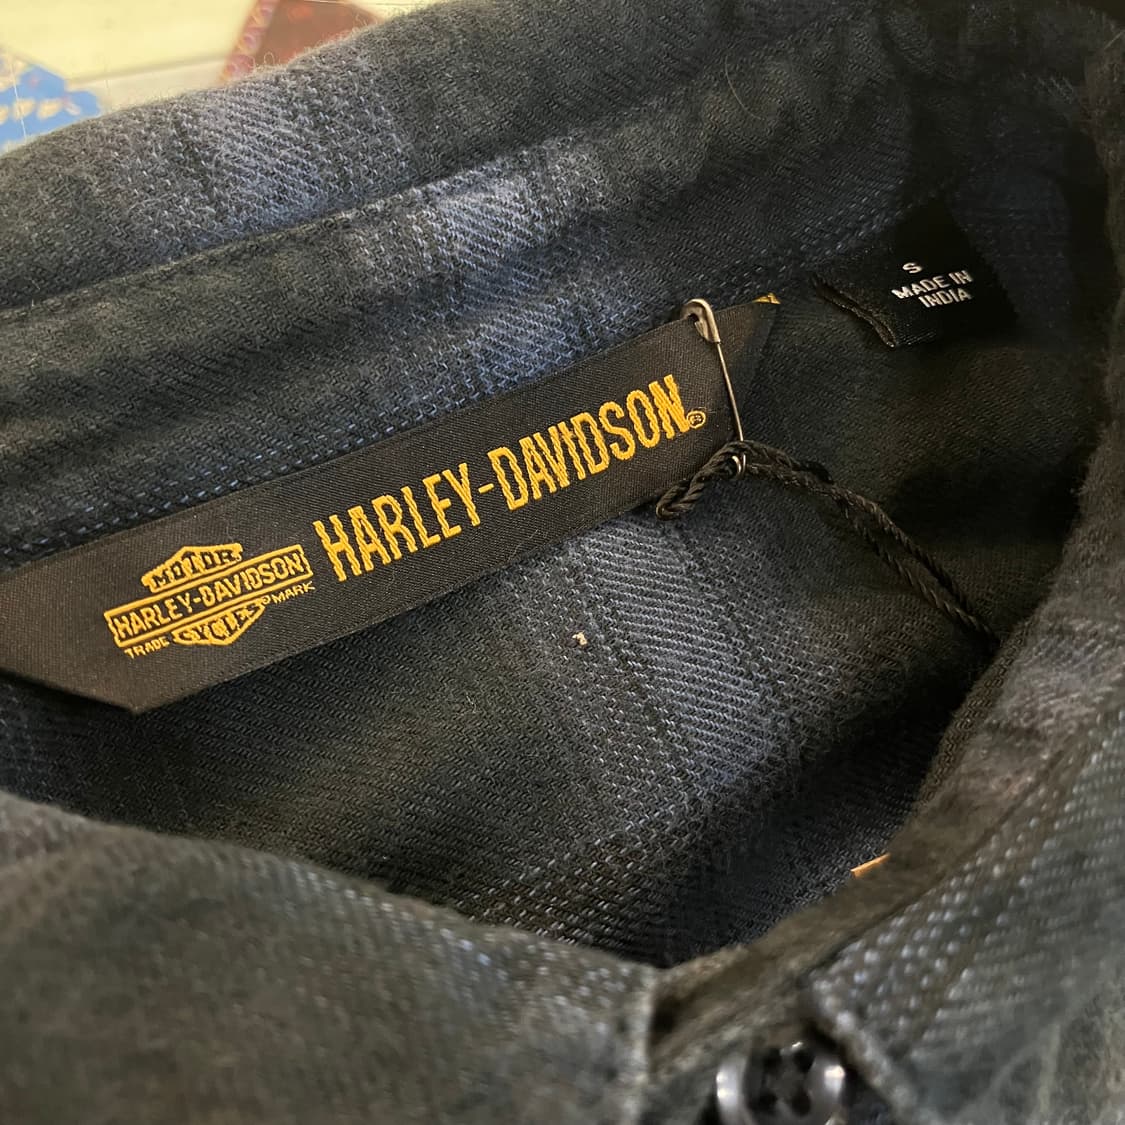 S
MADE IN
INDIA
HARLEY-DAVIDSON®
MOTOR
HARLEY-DAVIDSON
CYCLES
TRADE MARK